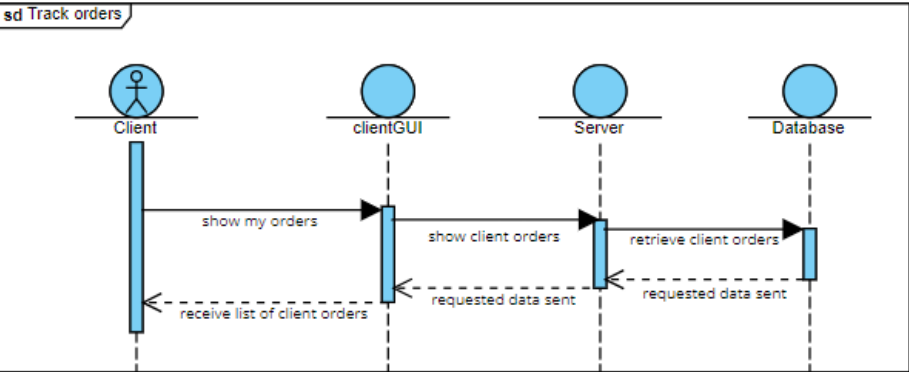 sd Track orders
Client
clientGUI
Server
Database
show my orders
show client orders
retrieve client orders
requested data sent
requested data sent
receive list of client orders